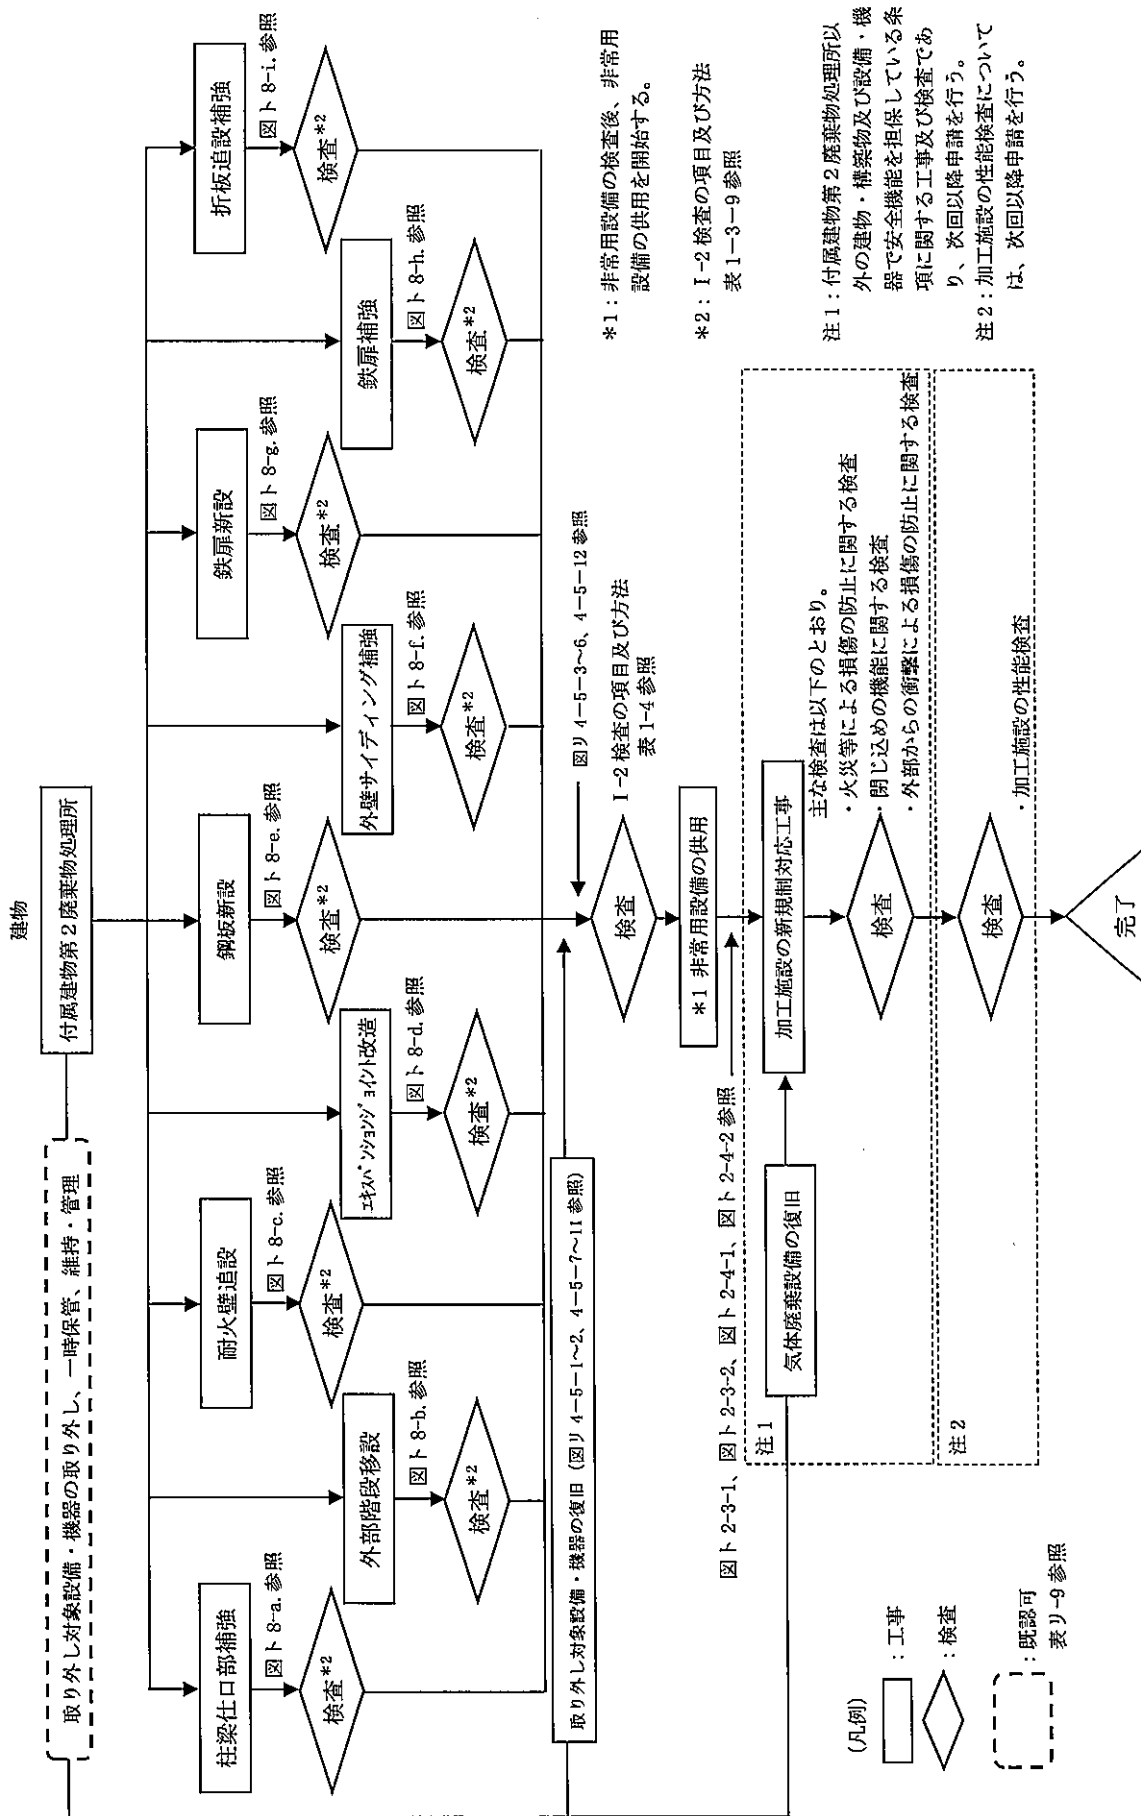 建物
付属建物第2廃棄物処理所
取り外し対象設備・機器の取り外し、一時保管、維持・管理
柱梁仕口部補強
図ト8-a.参照
検査*2
外部階段移設
図ト8-b.参照
検査*2
耐火壁追設
図ト8-c.参照
検査*2
エキスパンションジョイント改造
図ト8-d.参照
検査*2
鋼板新設
図ト8-e.参照
検査*2
外壁サイディング補強
図ト8-f.参照
検査*2
鉄扉新設
図ト8-g.参照
検査*2
鉄扉補強
図ト8-h.参照
検査*2
折板追設補強
図ト8-i.参照
検査*2
取り外し対象設備・機器の復旧 (図リ4-5-1~2、4-5-7~11参照)
図リ4-5-3~6、4-5-12参照
検査
I-2検査の項目及び方法
表1-4参照
*1 非常用設備の供用
図ト2-3-1、図ト2-3-2、図ト2-4-1、図ト2-4-2参照
注1
気体廃棄設備の復旧
加工施設の新規制対応工事
主な検査は以下のとおり。
・火災等による損傷の防止に関する検査
・閉じ込めの機能に関する検査
・外部からの衝撃による損傷の防止に関する検査
検査
注2
検査
・加工施設の性能検査
完了
*1:非常用設備の検査後、非常用
設備の供用を開始する。
*2:I-2検査の項目及び方法
表1-3-9参照
注1:付属建物第2廃棄物処理所以
外の建物・構築物及び設備・機
器で安全機能を担保している条
項に関する工事及び検査であ
り、次回以降申請を行う。
注2:加工施設の性能検査について
は、次回以降申請を行う。
(凡例)
:工事
:検査
:既認可
表リ-9参照